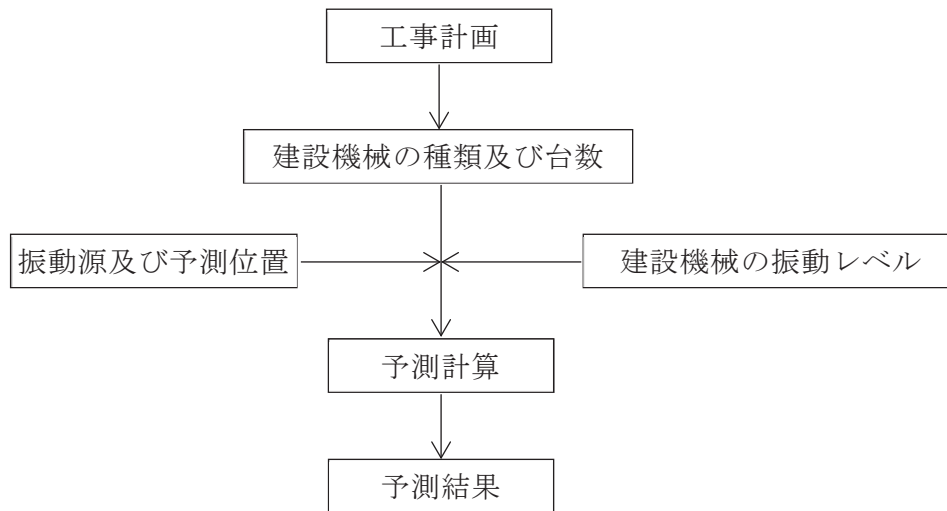 工事計画
建設機械の種類及び台数
振動源及び予測位置
建設機械の振動レベル
予測計算
予測結果